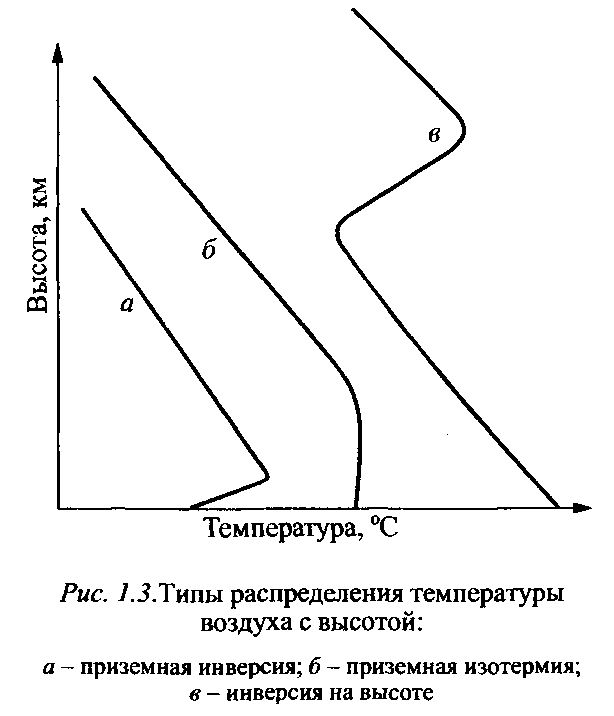 в
Высота, км
б
а
Температура, °C
Рис. 1.3.Типы распределения температуры
воздуха с высотой:
а – приземная инверсия; б – приземная изотермия;
в – инверсия на высоте